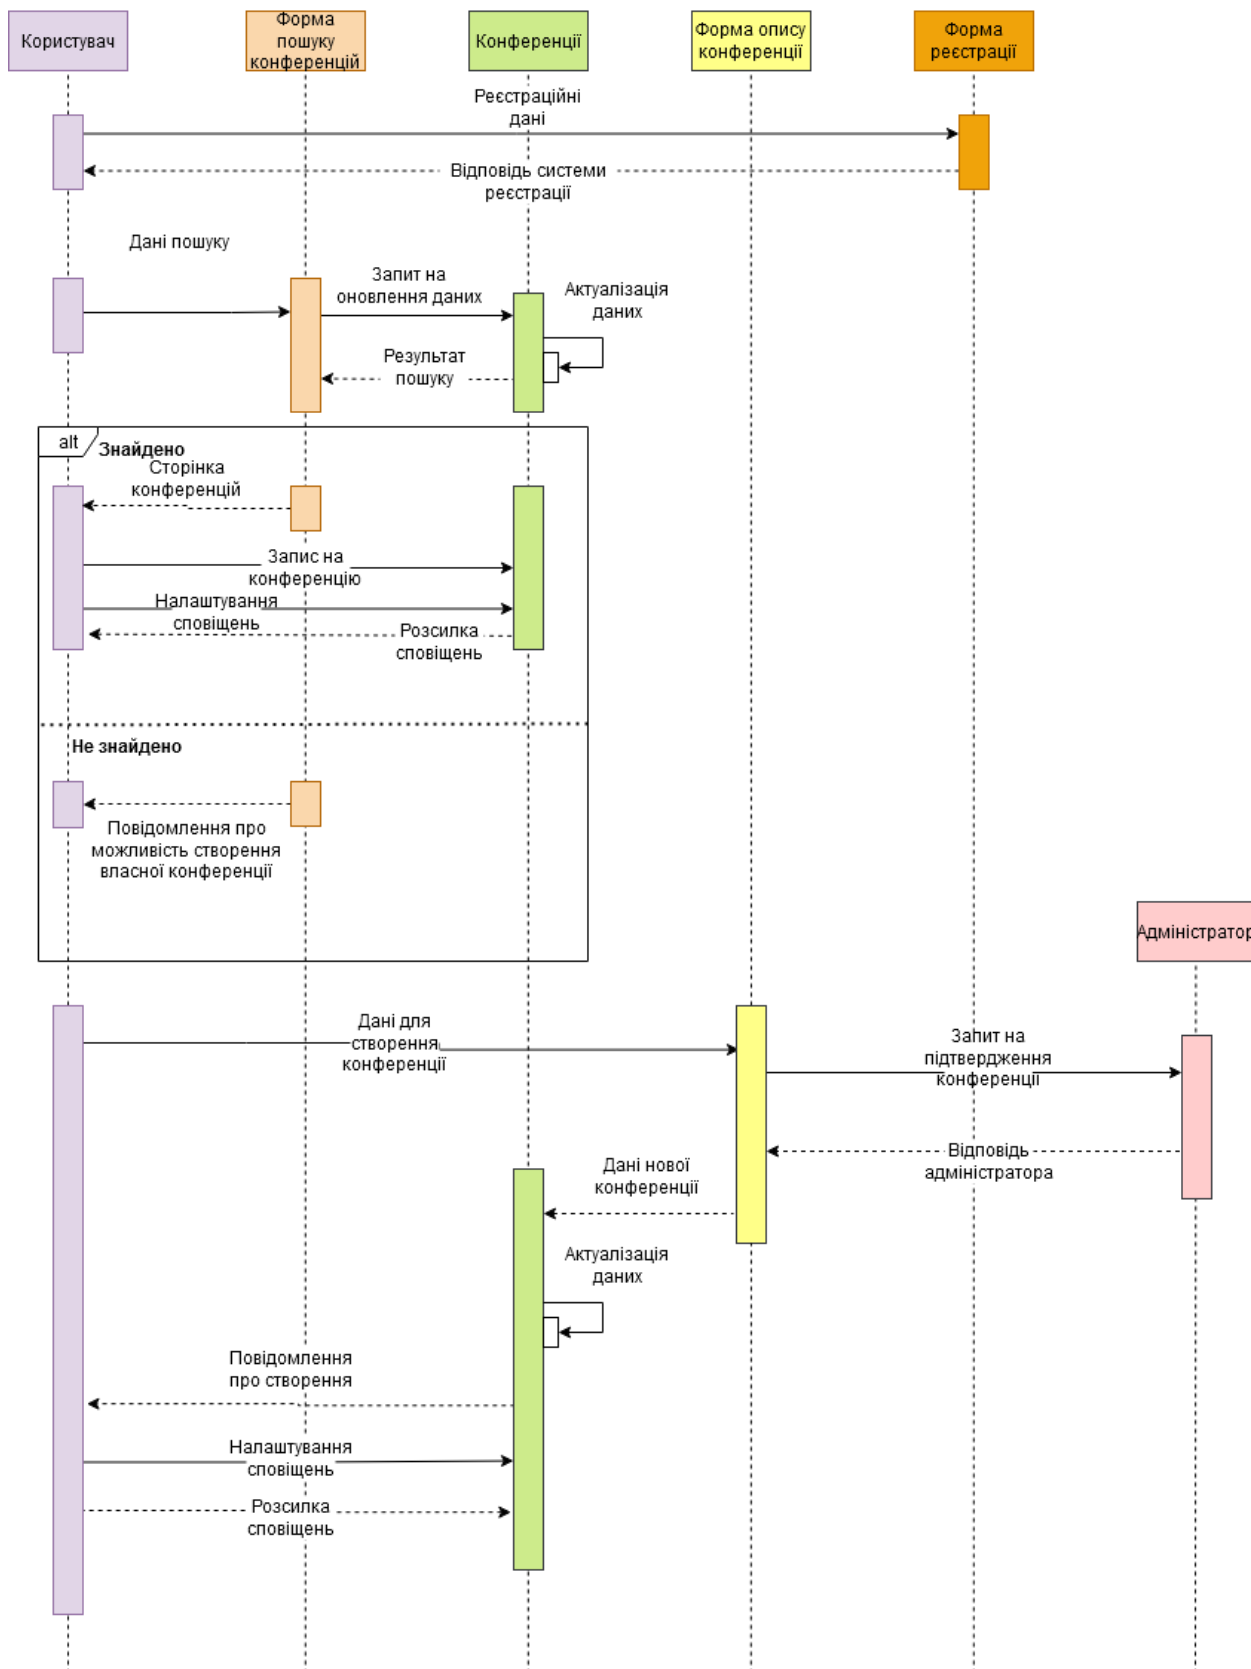 Користувач
Форма
пошуку
конференцій
Конференції
Форма опису
конференції
Форма
реєстрації
Реєстраційні
дані
Відповідь системи
реєстрації
Дані пошуку
Запит на
оновлення даних
Актуалізація
даних
Результат
пошуку
alt
Знайдено
Сторінка
конференцій
Запис на
конференцію
Налаштування
сповіщень
Розсилка
сповіщень
Не знайдено
Повідомлення про
можливість створення
власної конференції
Адміністратор
Дані для
створення
конференції
Запит на
підтвердження
конференції
Відповідь
адміністратора
Дані нової
конференції
Актуалізація
даних
Повідомлення
про створення
Налаштування
сповіщень
Розсилка
сповіщень